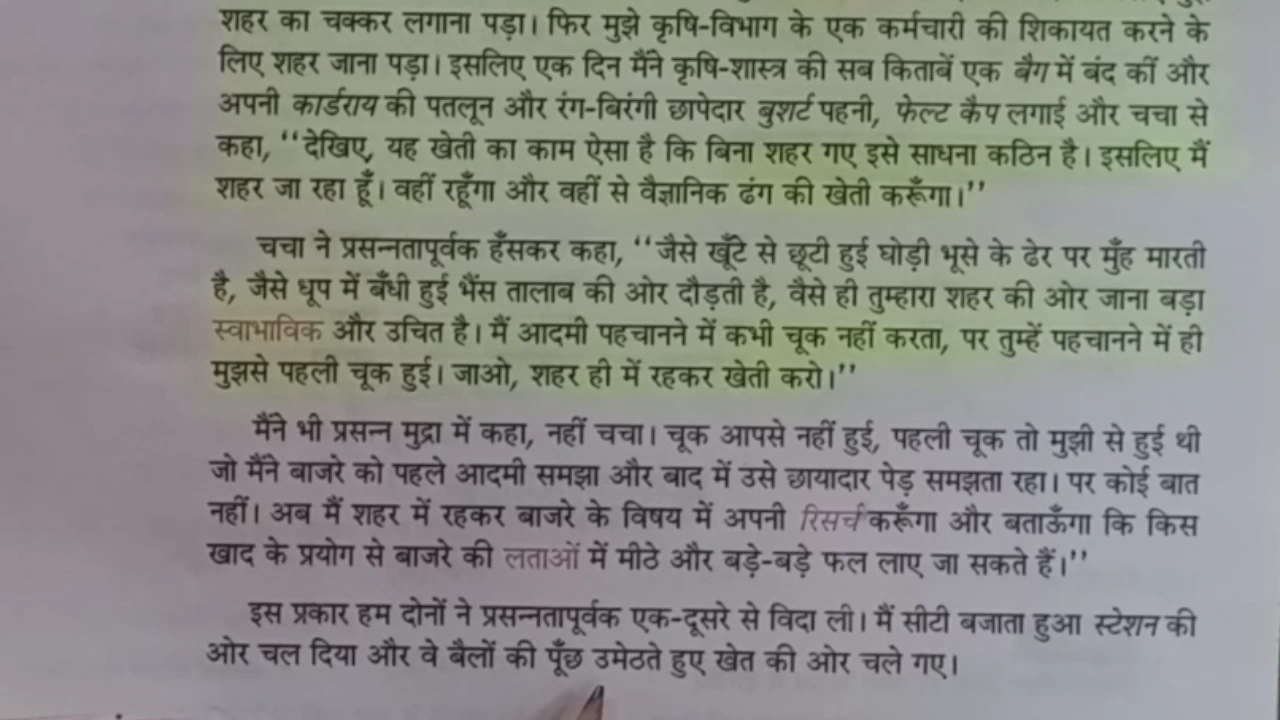 शहर का चक्कर लगाना पड़ा। फिर मुझे कृषि-विभाग के एक कर्मचारी की शिकायत करने के
लिए शहर जाना पड़ा। इसलिए एक दिन मैंने कृषि-शास्त्र की सब किताबें एक बैग में बंद कीं और
अपनी कार्डराय की पतलून और रंग-बिरंगी छापेदार बुशर्ट पहनी, फेल्ट कैप लगाई और चचा से
कहा, ‘‘देखिए, यह खेती का काम ऐसा है कि बिना शहर गए इसे साधना कठिन है। इसलिए मैं
शहर जा रहा हूँ। वहीं रहूँगा और वहीं से वैज्ञानिक ढंग की खेती करूँगा।’’
चचा ने प्रसन्नतापूर्वक हँसकर कहा, ‘‘जैसे खूँटे से छूटी हुई घोड़ी भूसे के ढेर पर मुँह मारती
है, जैसे धूप में बँधी हुई भैंस तालाब की ओर दौड़ती है, वैसे ही तुम्हारा शहर की ओर जाना बड़ा
स्वाभाविक और उचित है। मैं आदमी पहचानने में कभी चूक नहीं करता, पर तुम्हें पहचानने में ही
मुझसे पहली चूक हुई। जाओ, शहर ही में रहकर खेती करो।’’
मैंने भी प्रसन्न मुद्रा में कहा, नहीं चचा। चूक आपसे नहीं हुई, पहली चूक तो मुझी से हुई थी
जो मैंने बाजरे को पहले आदमी समझा और बाद में उसे छायादार पेड़ समझता रहा। पर कोई बात
नहीं। अब मैं शहर में रहकर बाजरे के विषय में अपनी रिसर्च करूँगा और बताऊँगा कि किस
खाद के प्रयोग से बाजरे की लताओं में मीठे और बड़े-बड़े फल लाए जा सकते हैं।’’
इस प्रकार हम दोनों ने प्रसन्नतापूर्वक एक-दूसरे से विदा ली। मैं सीटी बजाता हुआ स्टेशन की
ओर चल दिया और वे बैलों की पूँछ उमेठते हुए खेत की ओर चले गए।